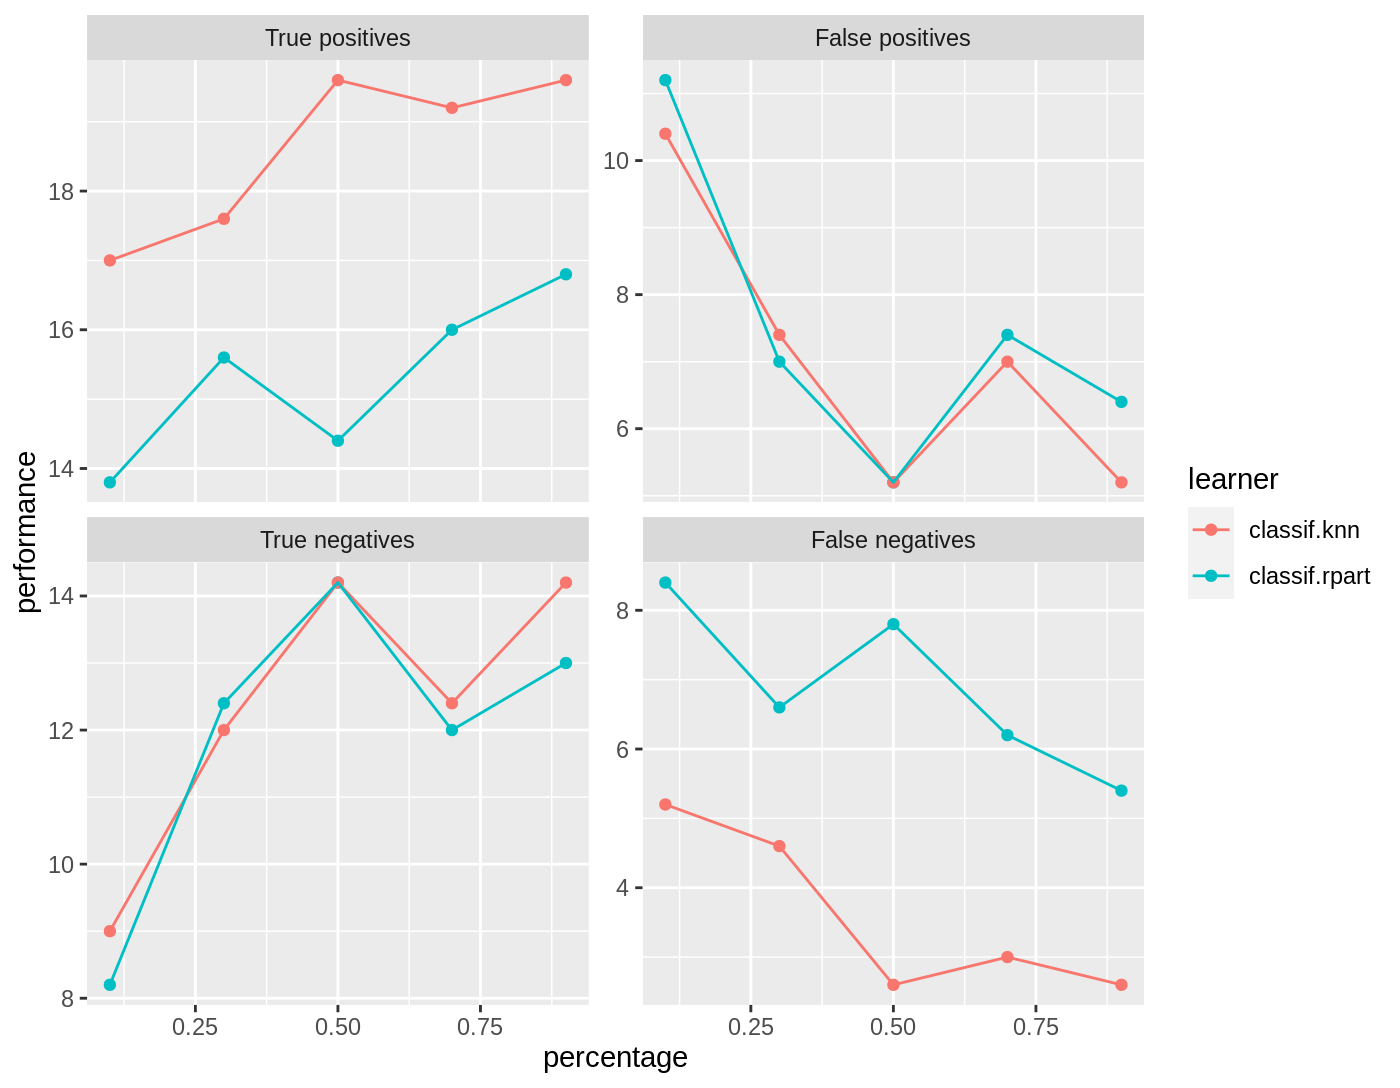 True positives
False positives
18
16
14
10
8
6
performance
True negatives
False negatives
14
12
10
8
8
6
4
0.25 0.50 0.75
0.25 0.50 0.75
percentage
learner
classif.knn
classif.rpart